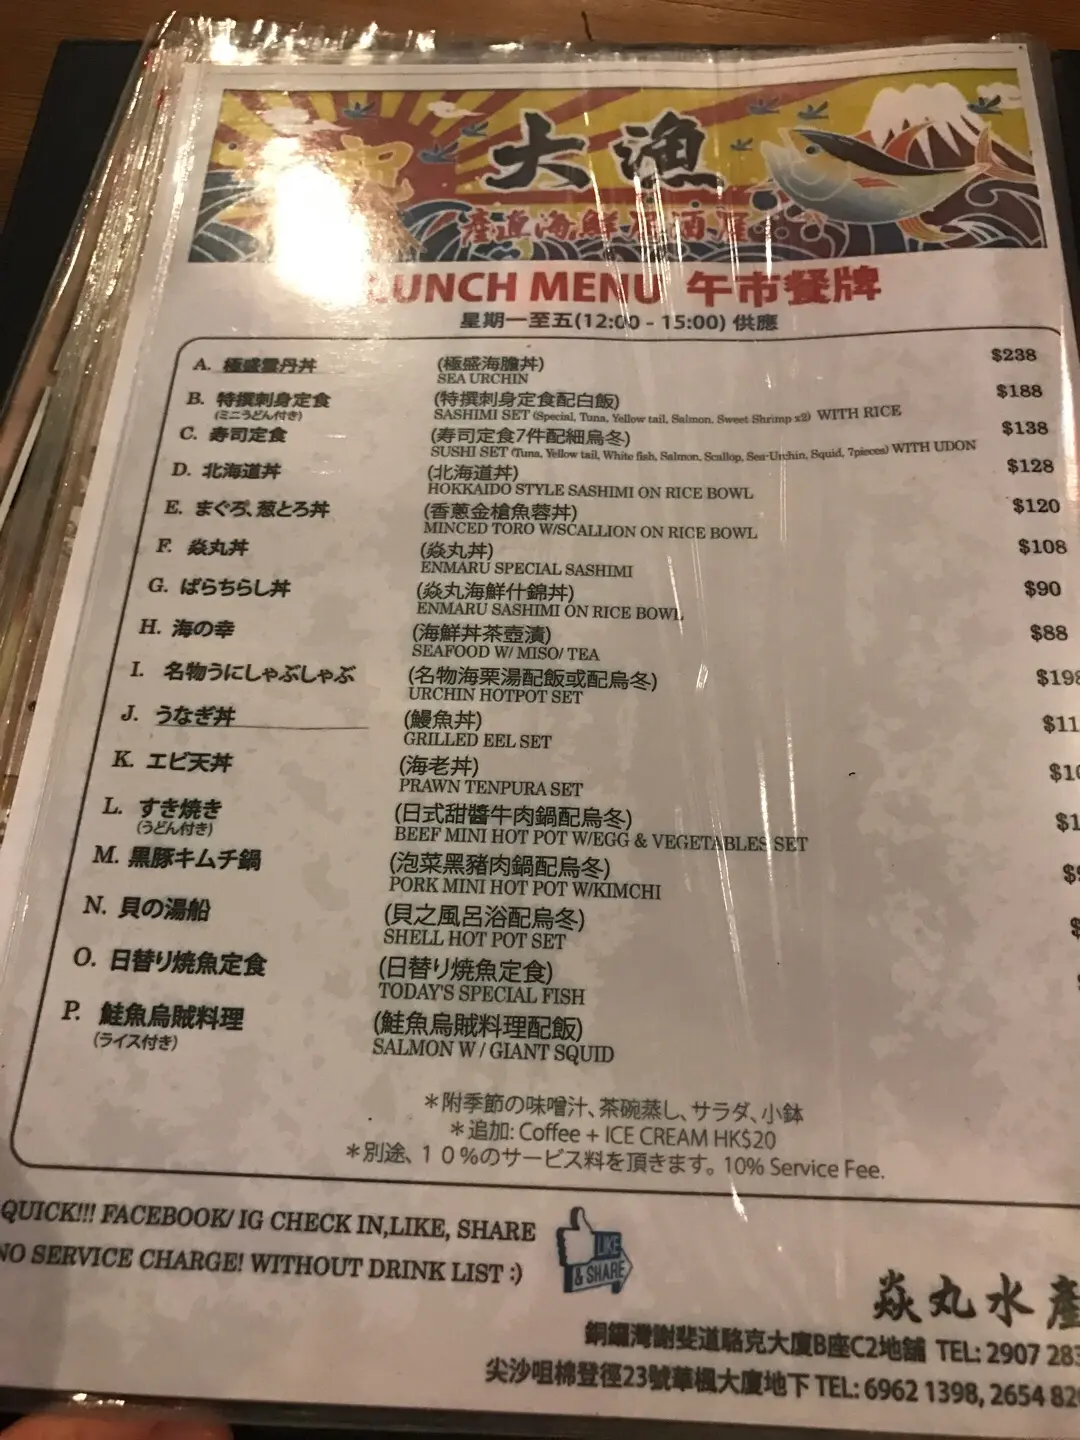 祝 大漁
産直海鮮居酒屋
LUNCH MENU 午市餐牌
星期一至五(12:00 - 15:00) 供應
A. 極盛雲丹丼 (極盛海膽丼) $238
SEA URCHIN
B. 特撰刺身定食 (特撰刺身定食配白飯) $188
(ミニうどん付き) SASHIMI SET (Special, Tuna, Yellow tail, Salmon, Sweet Shrimp x2) WITH RICE
C. 寿司定食 (寿司定食7件配細烏冬) $138
SUSHI SET (Tuna, Yellow tail, White fish, Salmon, Scallop, Sea-Urchin, Squid, 7pieces) WITH UDON
D. 北海道丼 (北海道丼) $128
HOKKAIDO STYLE SASHIMI ON RICE BOWL
E. まぐろ、葱とろ丼 (香蔥金槍魚蓉丼) $120
MINCED TORO W/SCALLION ON RICE BOWL
F. 焱丸丼 (焱丸丼) $108
ENMARU SPECIAL SASHIMI
G. ばらちらし丼 (焱丸海鮮什錦丼) $90
ENMARU SASHIMI ON RICE BOWL
H. 海の幸 (海鮮丼茶壺漬) $88
SEAFOOD W/ MISO/ TEA
I. 名物うにしゃぶしゃぶ (名物海栗湯配飯或配烏冬) $198
URCHIN HOTPOT SET
J. うなぎ丼 (鰻魚丼) $11
GRILLED EEL SET
K. エビ天丼 (海老丼) $10
PRAWN TENPURA SET
L. すき焼き (日式甜醬牛肉鍋配烏冬) $1
(うどん付き) BEEF MINI HOT POT W/EGG & VEGETABLES SET
M. 黒豚キムチ鍋 (泡菜黑豬肉鍋配烏冬) $9
PORK MINI HOT POT W/KIMCHI
N. 貝の湯船 (貝之風呂浴配烏冬) $
SHELL HOT POT SET
O. 日替り焼魚定食 (日替り焼魚定食)
TODAY'S SPECIAL FISH
P. 鮭魚烏賊料理 (鮭魚烏賊料理配飯)
(ライス付き) SALMON W / GIANT SQUID
＊附季節の味噌汁、茶碗蒸し、サラダ、小鉢
＊追加: Coffee + ICE CREAM HK$20
＊別途、１０％のサービス料を頂きます。10% Service Fee.
QUICK!!! FACEBOOK/ IG CHECK IN,LIKE, SHARE
NO SERVICE CHARGE! WITHOUT DRINK LIST :)
LIKE
& SHARE
焱丸水產
銅鑼灣謝斐道駱克大廈B座C2地舖 TEL: 2907 283
尖沙咀棉登徑23號華楓大廈地下 TEL: 6962 1398, 2654 820